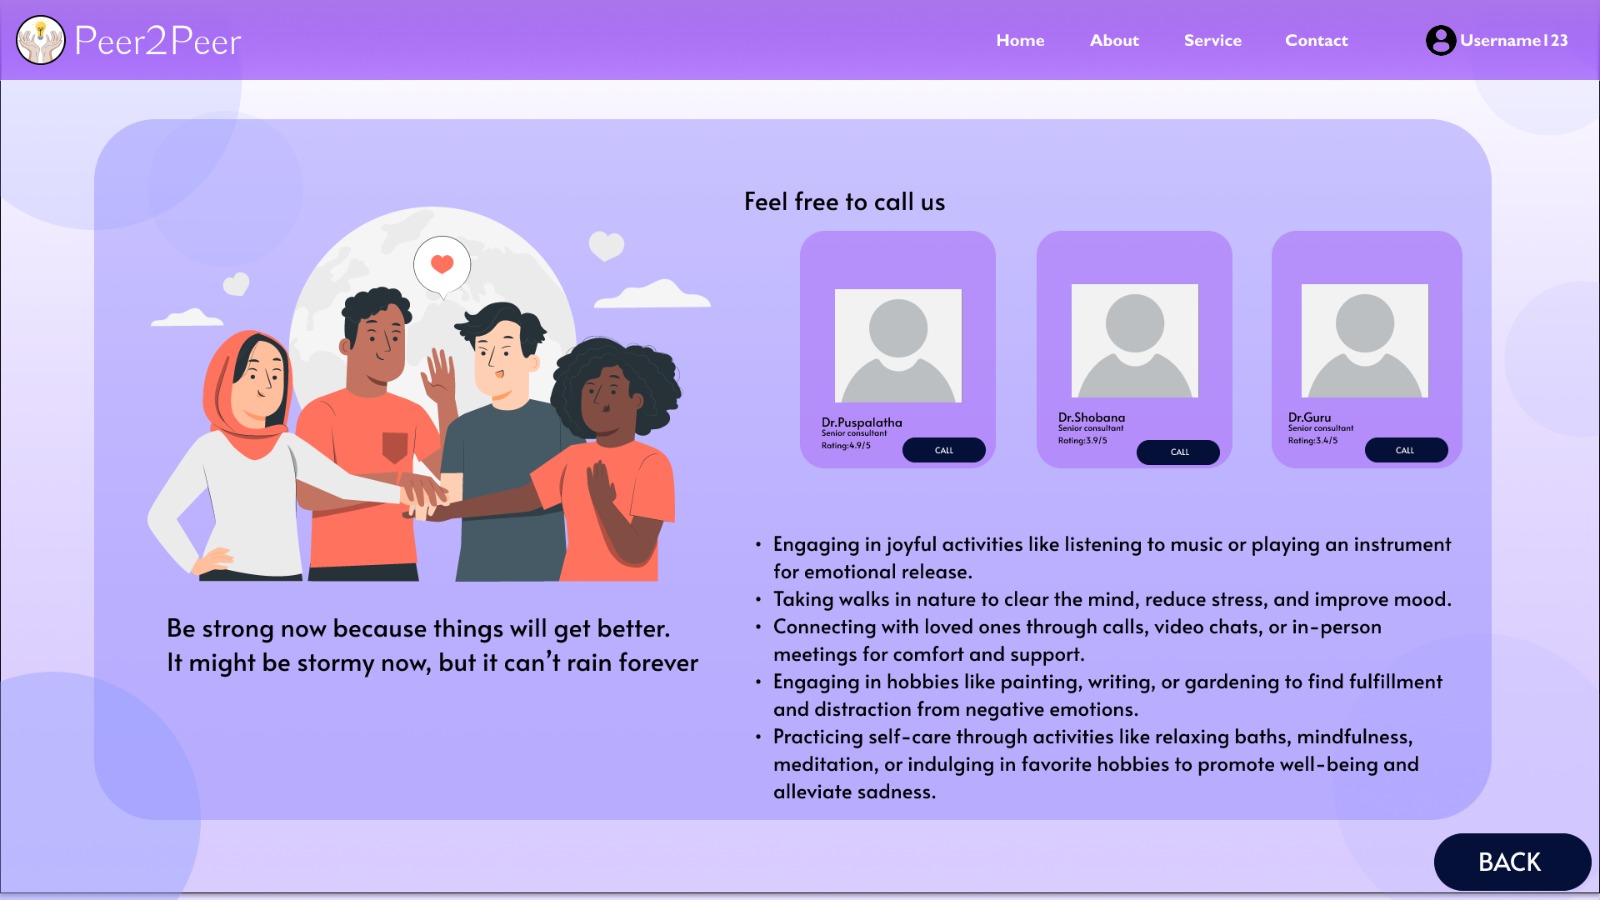 Peer2Peer
Home
About
Service
Contact
Username123
Feel free to call us
Dr.Puspalatha
Senior consultant
Rating:4.9/5
CALL
Dr.Shobana
Senior consultant
Rating:3.9/5
CALL
Dr.Guru
Senior consultant
Rating:3.4/5
CALL
Be strong now because things will get better.
It might be stormy now, but it can’t rain forever
• Engaging in joyful activities like listening to music or playing an instrument
for emotional release.
• Taking walks in nature to clear the mind, reduce stress, and improve mood.
• Connecting with loved ones through calls, video chats, or in-person
meetings for comfort and support.
• Engaging in hobbies like painting, writing, or gardening to find fulfillment
and distraction from negative emotions.
• Practicing self-care through activities like relaxing baths, mindfulness,
meditation, or indulging in favorite hobbies to promote well-being and
alleviate sadness.
BACK